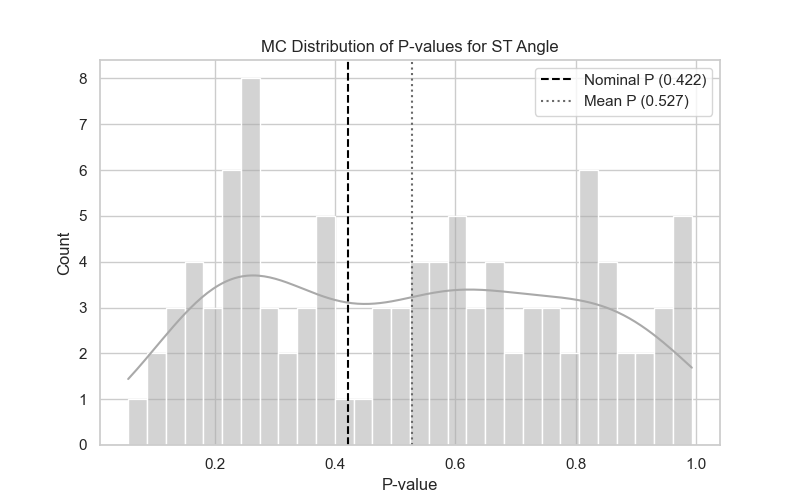 MC Distribution of P-values for ST Angle
Nominal P (0.422)
Mean P (0.527)
Count
8
7
6
5
4
3
2
1
0
0.2 0.4 0.6 0.8 1.0
P-value